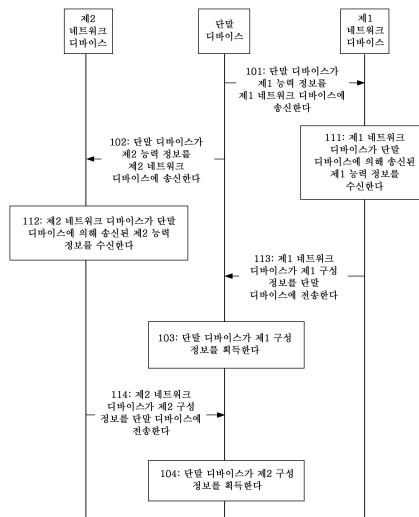 제2
네트워크
디바이스
단말
디바이스
제1
네트워크
디바이스
101: 단말 디바이스가
제1 능력 정보를
제1 네트워크 디바이스에
송신한다
111: 제1 네트워크
디바이스가 단말
디바이스에 의해 송신된
제1 능력 정보를
수신한다
102: 단말 디바이스가
제2 능력 정보를
제2 네트워크
디바이스에 송신한다
112: 제2 네트워크 디바이스가 단말
디바이스에 의해 송신된 제2 능력
정보를 수신한다
113: 제1 네트워크
디바이스가 제1 구성
정보를 단말
디바이스에 전송한다
103: 단말 디바이스가 제1 구성
정보를 획득한다
114: 제2 네트워크
디바이스가 제2 구성
정보를 단말 디바이스에
전송한다
104: 단말 디바이스가 제2 구성
정보를 획득한다